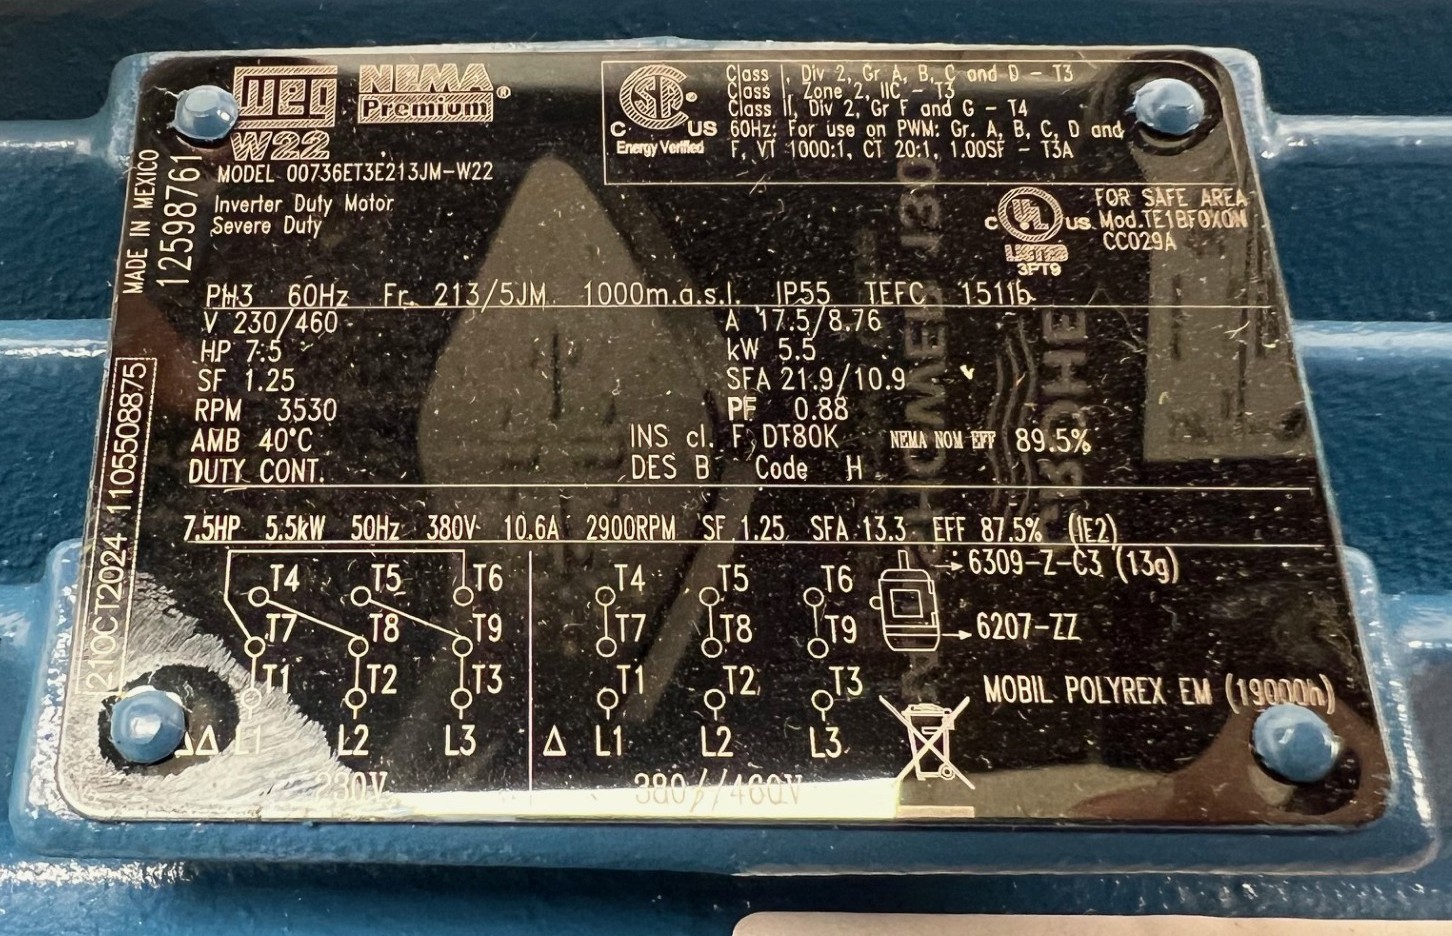 WEG
W22
NEMA
Premium®
MODEL 00736ET3E213JM-W22
Inverter Duty Motor
Severe Duty
MADE IN MEXICO
12598761
C SP US
Energy Verified
Class I, Div 2, Gr A, B, C and D - T3
Class I, Zone 2, IIC - T3
Class II, Div 2, Gr F and G - T4
60Hz: For use on PWM: Gr. A, B, C, D and
F, VT 1000:1, CT 20:1, 1.00SF - T3A
C UL US
LISTED
3PT9
FOR SAFE AREA
Mod.TE1BF0X0N
CC029A
PH3 60Hz Fr. 213/5JM 1000m.a.s.l. IP55 TEFC 151lb
V 230/460 A 17.5/8.76
HP 7.5 kW 5.5
SF 1.25 SFA 21.9/10.9
RPM 3530 PF 0.88
AMB 40°C INS cl. F DT80K NEMA NOM EFF 89.5%
DUTY CONT. DES B Code H
21OCT2024 1105508875
7.5HP 5.5kW 50Hz 380V 10.6A 2900RPM SF 1.25 SFA 13.3 EFF 87.5% (IE2)
T4 T5 T6 T4 T5 T6
T7 T8 T9 T7 T8 T9
T1 T2 T3 T1 T2 T3
ΔΔ L1 L2 L3 Δ L1 L2 L3
230V 380//460V
6309-Z-C3 (13g)
6207-ZZ
MOBIL POLYREX EM (19000h)